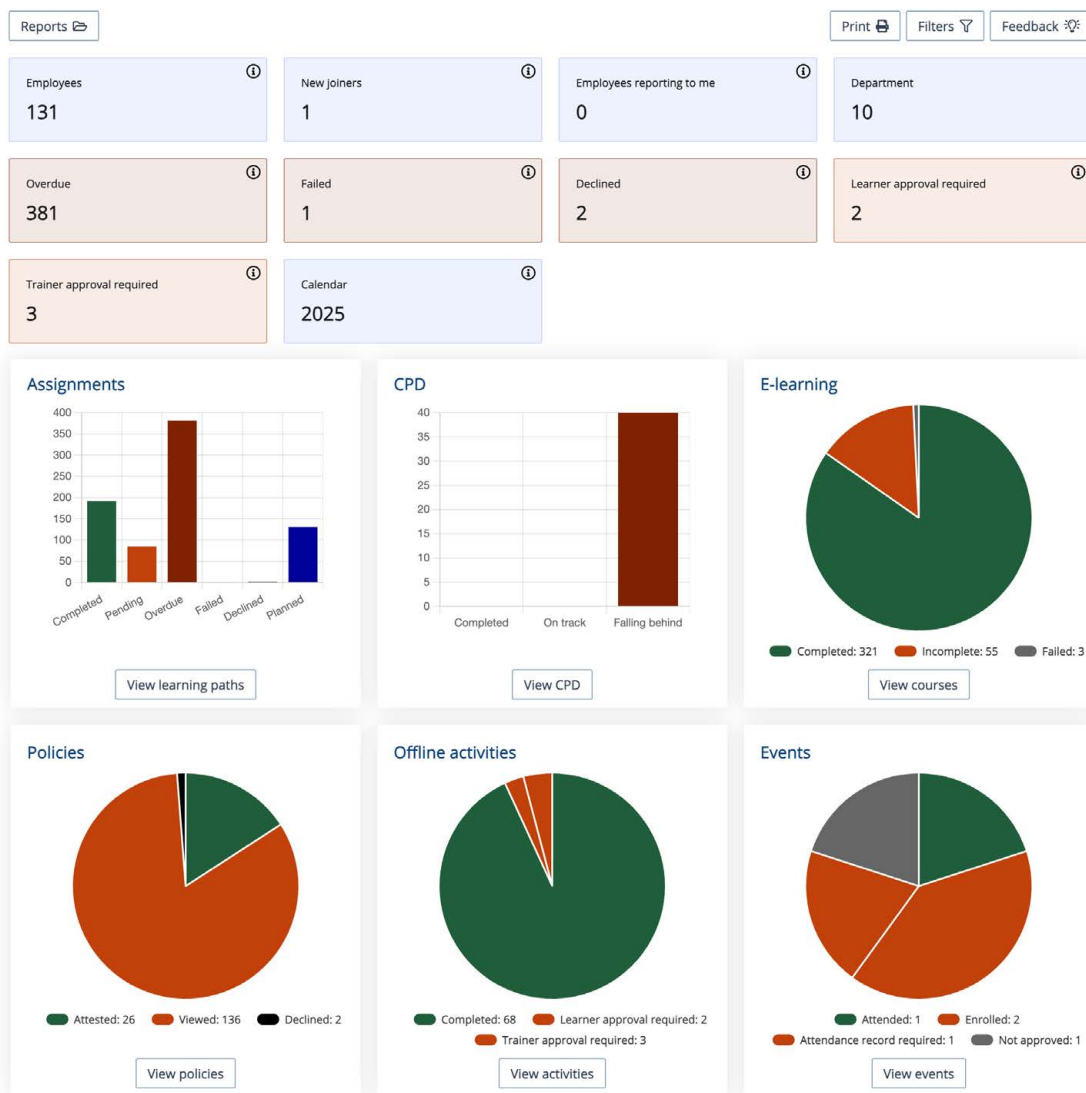 Reports
Print Filters Feedback
Employees
131
New joiners
1
Employees reporting to me
0
Department
10
Overdue
381
Failed
1
Declined
2
Learner approval required
2
Trainer approval required
3
Calendar
2025
Assignments
400
350
300
250
200
150
100
50
0
Completed Pending Overdue Failed Declined Planned
View learning paths
CPD
40
35
30
25
20
15
10
5
0
Completed On track Falling behind
View CPD
E-learning
Completed: 321 Incomplete: 55 Failed: 3
View courses
Policies
Attested: 26 Viewed: 136 Declined: 2
View policies
Offline activities
Completed: 68 Learner approval required: 2
Trainer approval required: 3
View activities
Events
Attended: 1 Enrolled: 2
Attendance record required: 1 Not approved: 1
View events